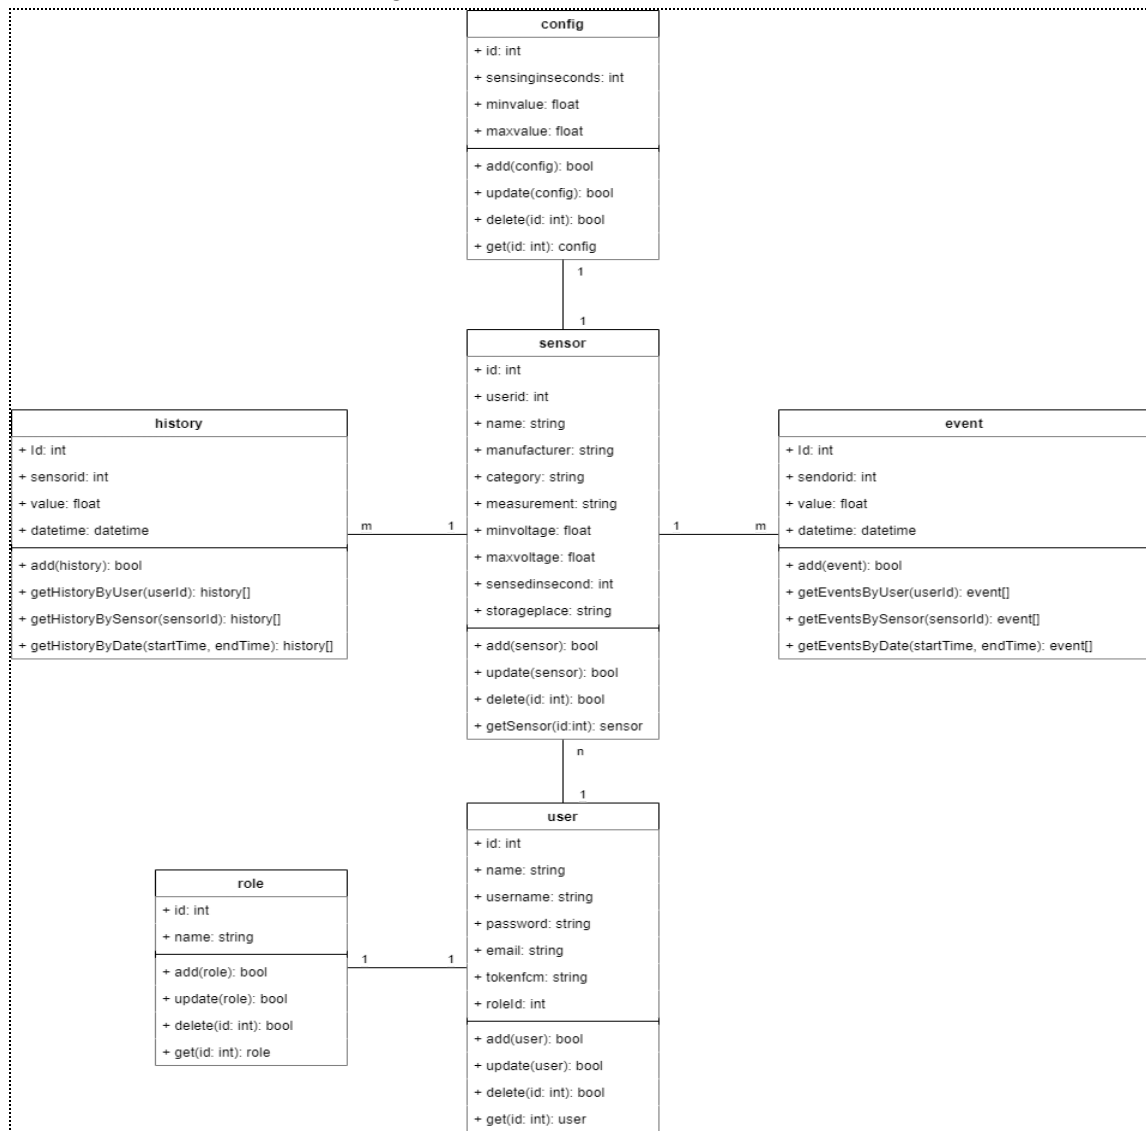 config
+ id: int
+ sensinginseconds: int
+ minvalue: float
+ maxvalue: float
+ add(config): bool
+ update(config): bool
+ delete(id: int): bool
+ get(id: int): config
1
1
sensor
+ id: int
+ userid: int
+ name: string
+ manufacturer: string
+ category: string
+ measurement: string
+ minvoltage: float
+ maxvoltage: float
+ sensedinsecond: int
+ storageplace: string
+ add(sensor): bool
+ update(sensor): bool
+ delete(id: int): bool
+ getSensor(id:int): sensor
history
+ Id: int
+ sensorid: int
+ value: float
+ datetime: datetime
+ add(history): bool
+ getHistoryByUser(userId): history[]
+ getHistoryBySensor(sensorId): history[]
+ getHistoryByDate(startTime, endTime): history[]
m 1
1 m
event
+ Id: int
+ sendorid: int
+ value: float
+ datetime: datetime
+ add(event): bool
+ getEventsByUser(userId): event[]
+ getEventsBySensor(sensorId): event[]
+ getEventsByDate(startTime, endTime): event[]
n
1
user
+ id: int
+ name: string
+ username: string
+ password: string
+ email: string
+ tokenfcm: string
+ roleId: int
+ add(user): bool
+ update(user): bool
+ delete(id: int): bool
+ get(id: int): user
role
+ id: int
+ name: string
+ add(role): bool
+ update(role): bool
+ delete(id: int): bool
+ get(id: int): role
1 1